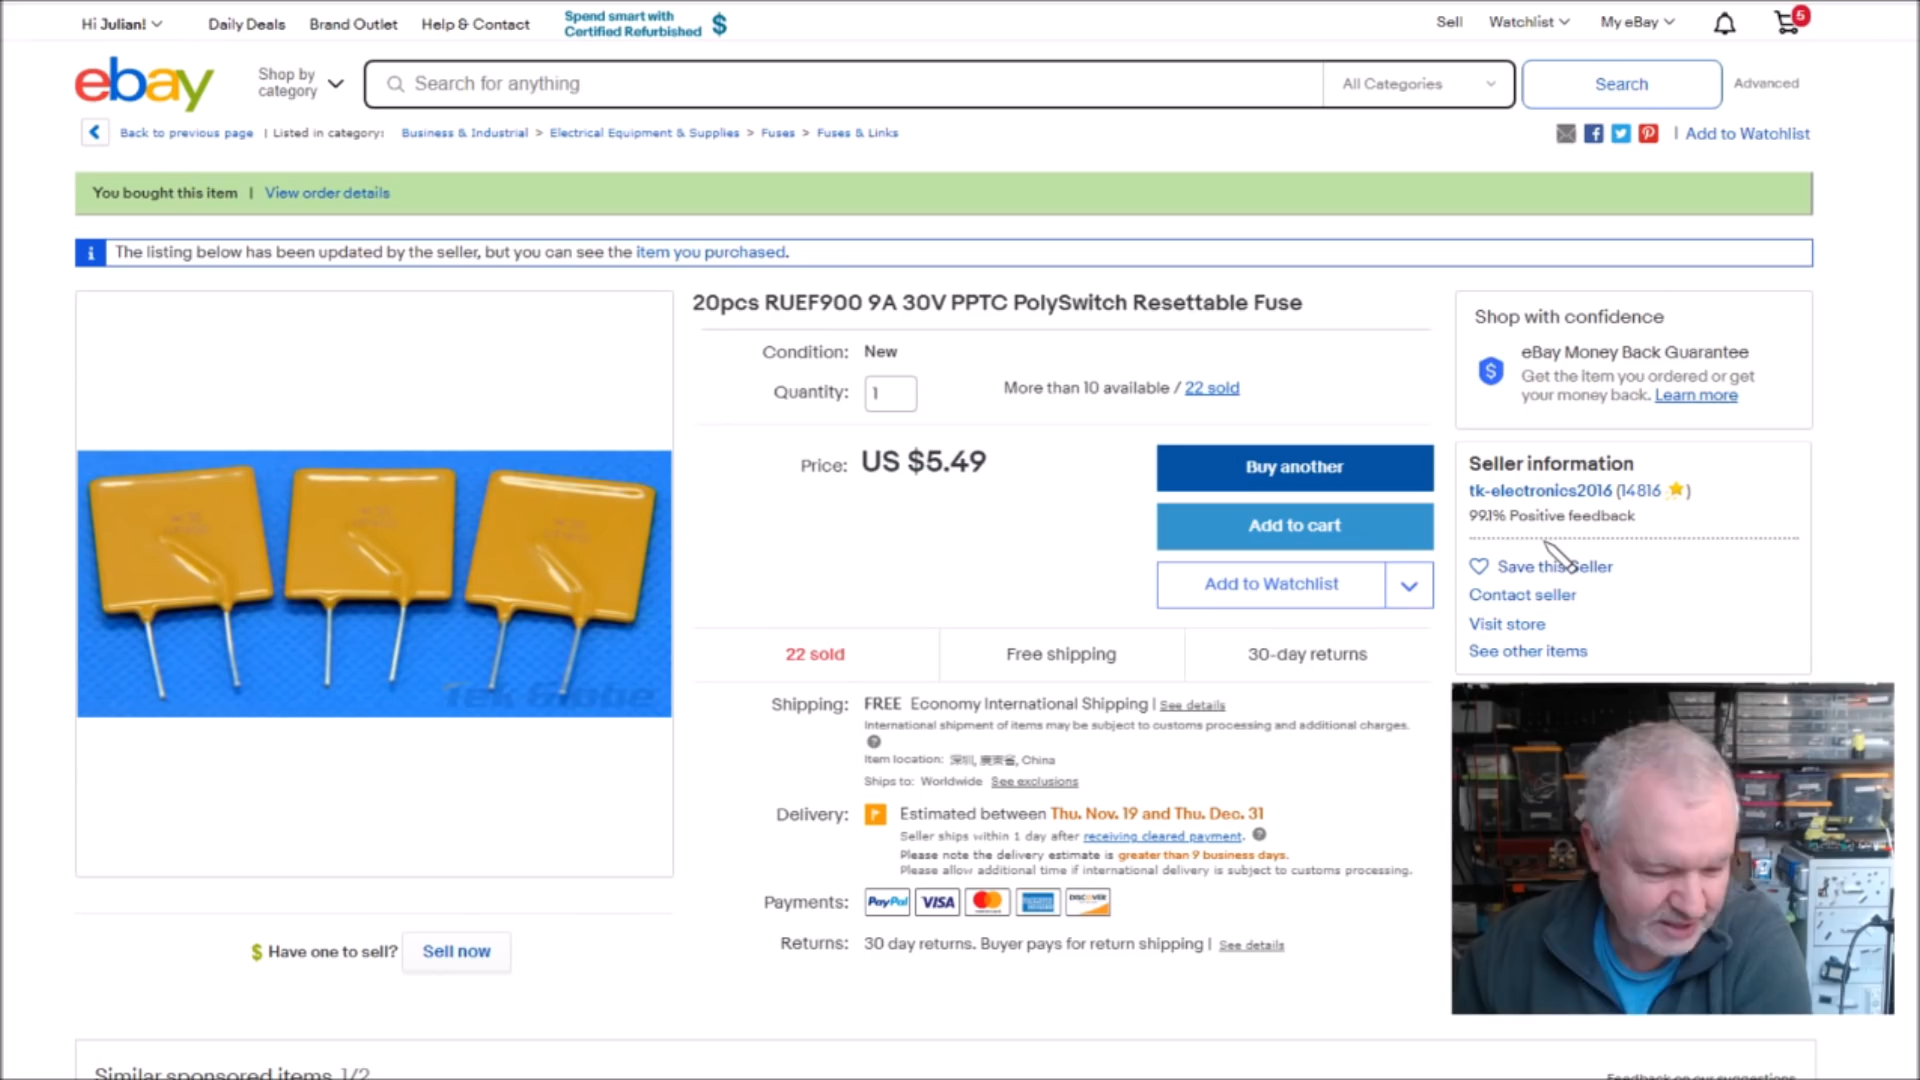 Hi Julian!
Daily Deals
Brand Outlet
Help & Contact
Spend smart with
Certified Refurbished
Sell
Watchlist
My eBay
5
ebay
Shop by
category
Search for anything
All Categories
Search
Advanced
Back to previous page | Listed in category: Business & Industrial > Electrical Equipment & Supplies > Fuses > Fuses & Links
| Add to Watchlist
You bought this item | View order details
The listing below has been updated by the seller, but you can see the item you purchased.
20pcs RUEF900 9A 30V PPTC PolySwitch Resettable Fuse
Condition: New
Quantity: 1
More than 10 available / 22 sold
Price: US $5.49
Buy another
Add to cart
Add to Watchlist
22 sold
Free shipping
30-day returns
Shipping: FREE Economy International Shipping | See details
International shipment of items may be subject to customs processing and additional charges.
Item location: 深圳, 廣東省, China
Ships to: Worldwide See exclusions
Delivery: Estimated between Thu. Nov. 19 and Thu. Dec. 31
Seller ships within 1 day after receiving cleared payment.
Please note the delivery estimate is greater than 9 business days.
Please allow additional time if international delivery is subject to customs processing.
Payments: PayPal VISA mastercard DISCOVER
Returns: 30 day returns. Buyer pays for return shipping | See details
Shop with confidence
eBay Money Back Guarantee
Get the item you ordered or get
your money back. Learn more
Seller information
tk-electronics2016 (14816)
99.1% Positive feedback
Save this Seller
Contact seller
Visit store
See other items
Tek Globe
$ Have one to sell? Sell now
Similar sponsored items 1/2
Feedback on our suggestions